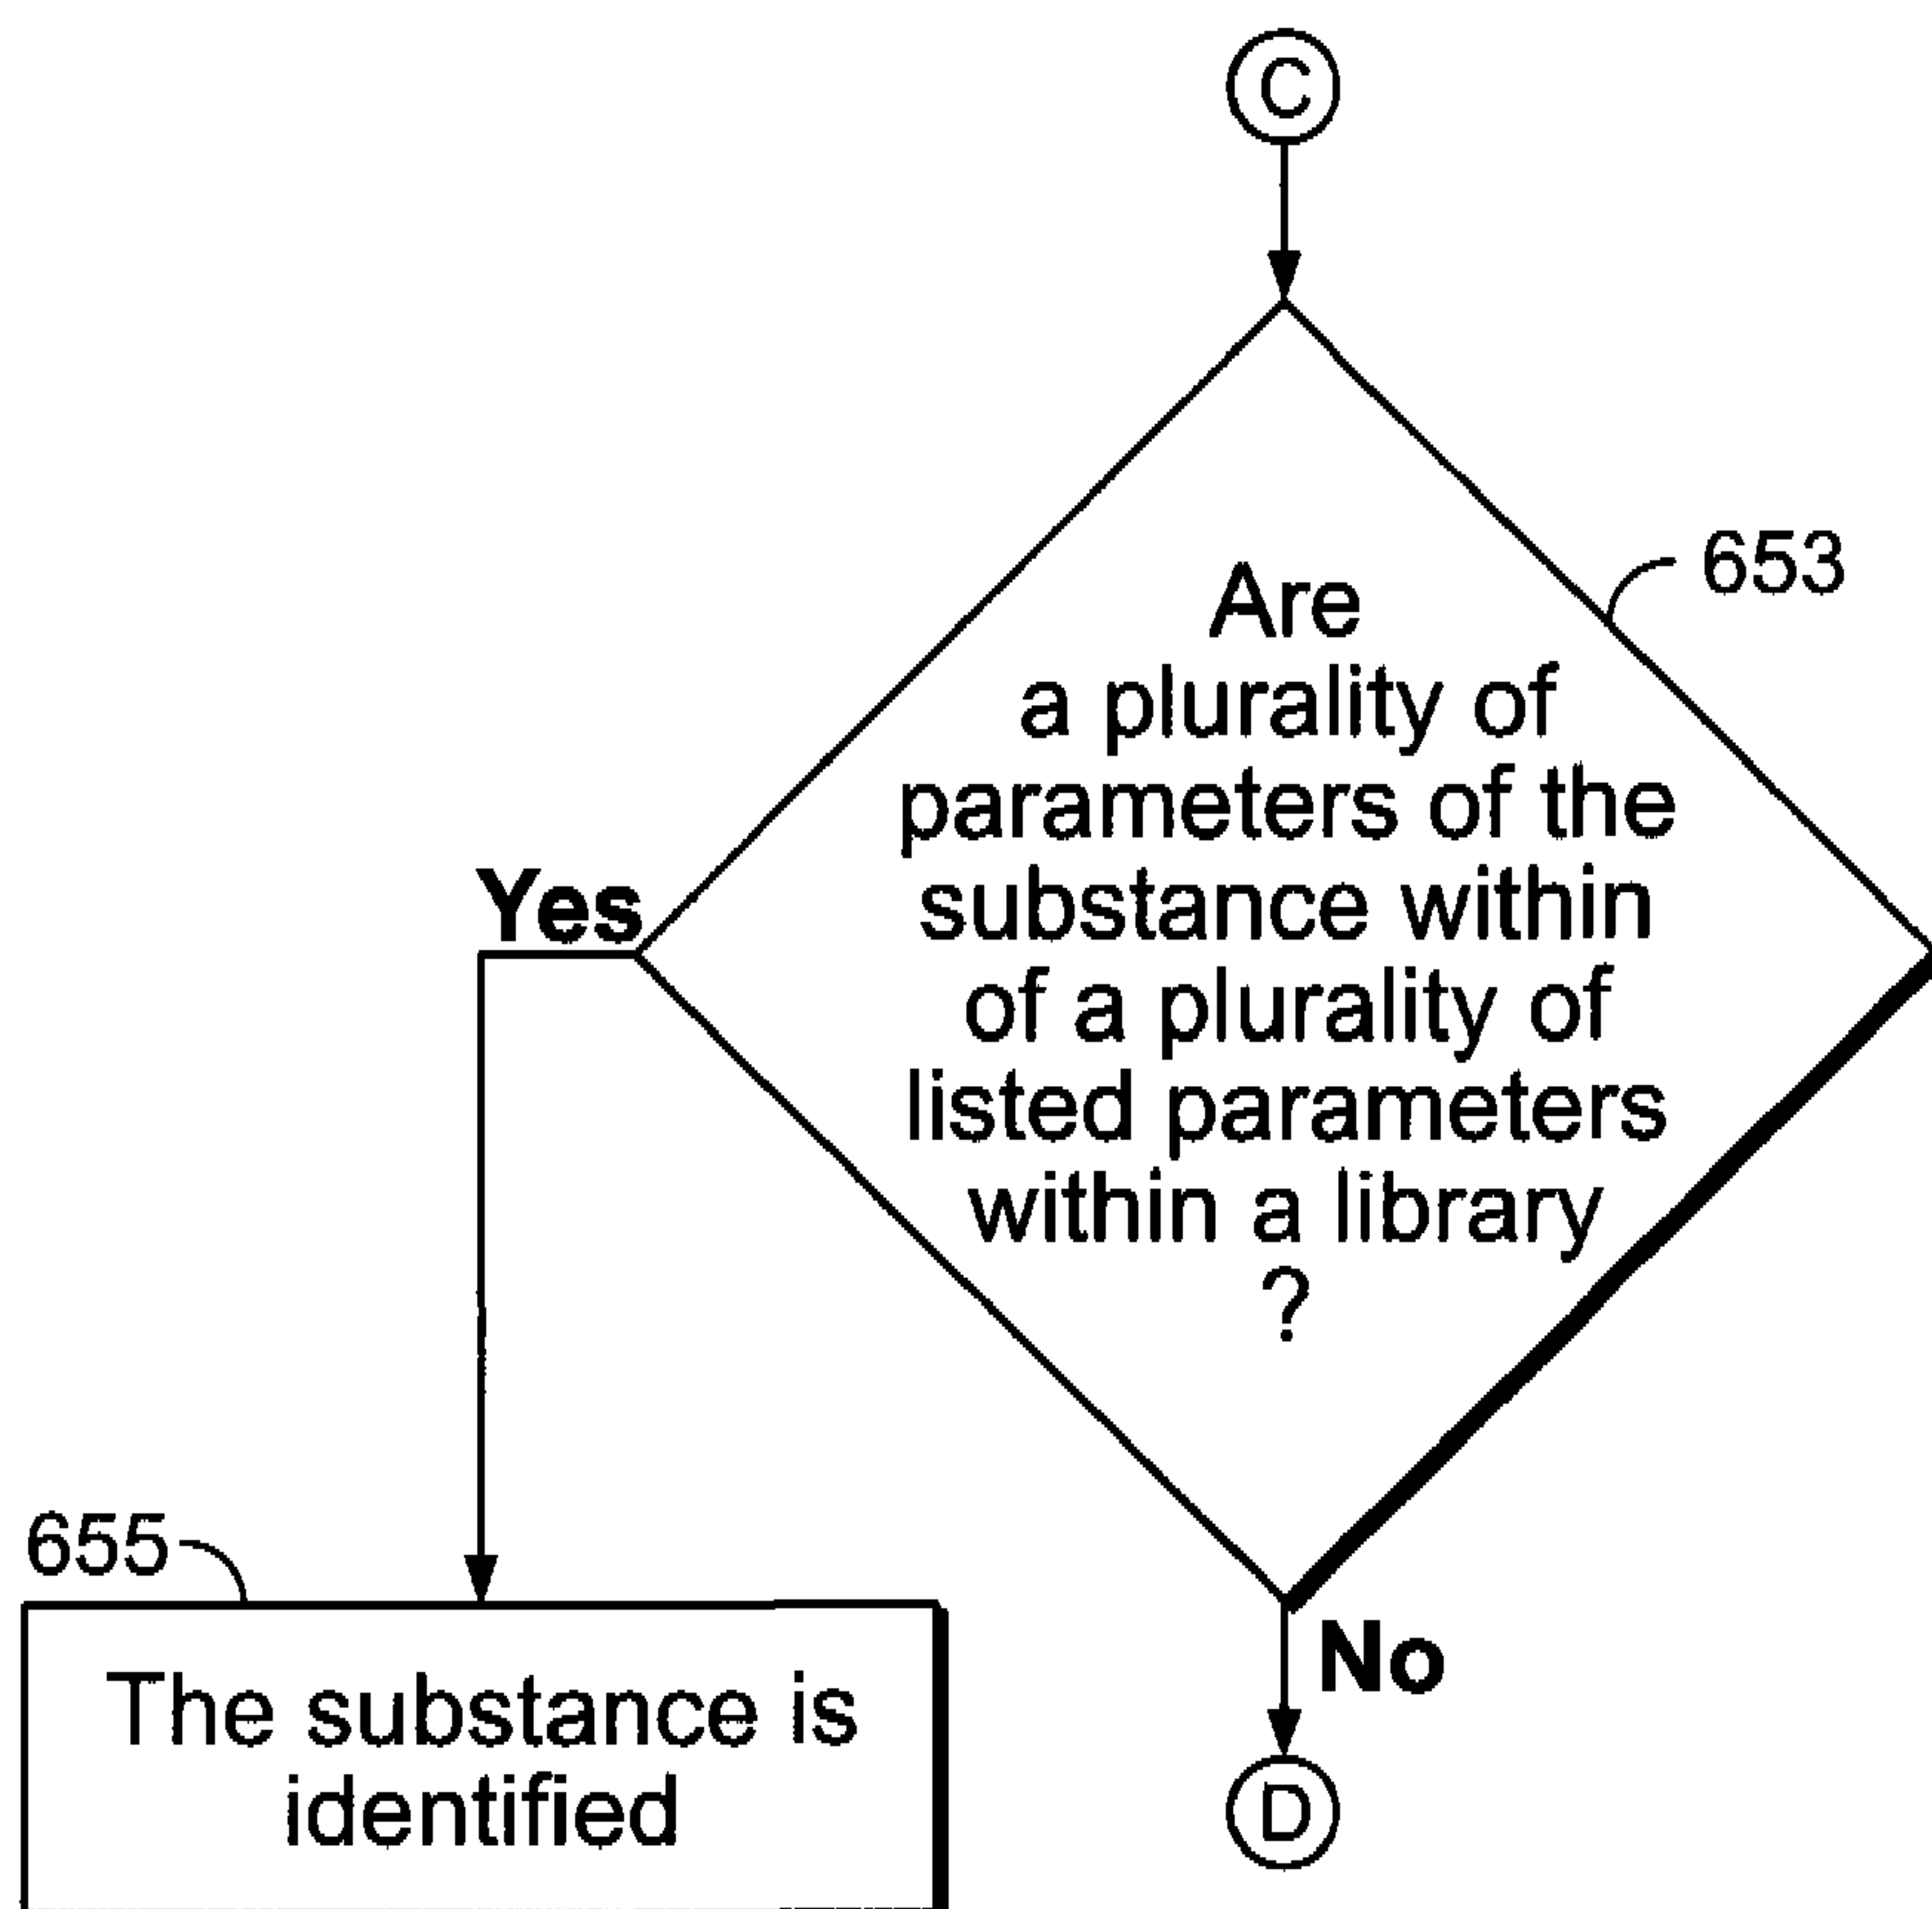 C
653
Are
a plurality of
parameters of the
substance within
of a plurality of
listed parameters
within a library
?
Yes
No
655
The substance is
identified
D